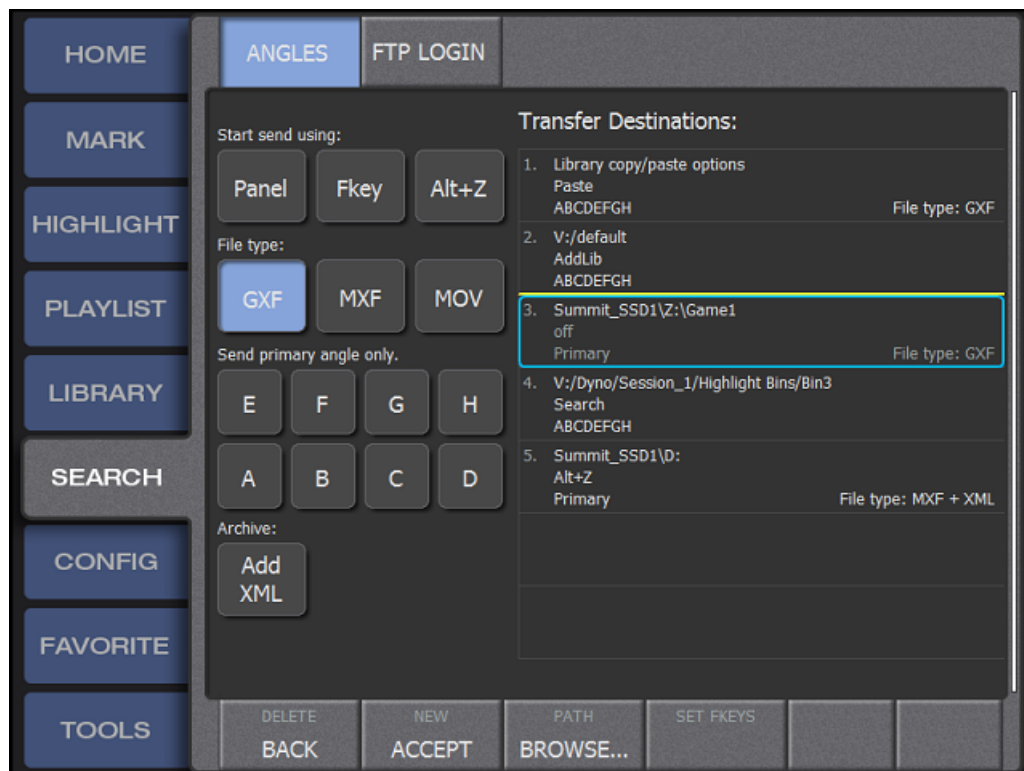 HOME
MARK
HIGHLIGHT
PLAYLIST
LIBRARY
SEARCH
CONFIG
FAVORITE
TOOLS
ANGLES
FTP LOGIN
Start send using:
Panel
Fkey
Alt+Z
File type:
GXF
MXF
MOV
Send primary angle only.
E
F
G
H
A
B
C
D
Archive:
Add
XML
Transfer Destinations:
1. Library copy/paste options
Paste
ABCDEFGH File type: GXF
2. V:/default
AddLib
ABCDEFGH
3. Summit_SSD1\Z:\Game1
off
Primary File type: GXF
4. V:/Dyno/Session_1/Highlight Bins/Bin3
Search
ABCDEFGH
5. Summit_SSD1\D:
Alt+Z
Primary File type: MXF + XML
DELETE
BACK
NEW
ACCEPT
PATH
BROWSE...
SET FKEYS